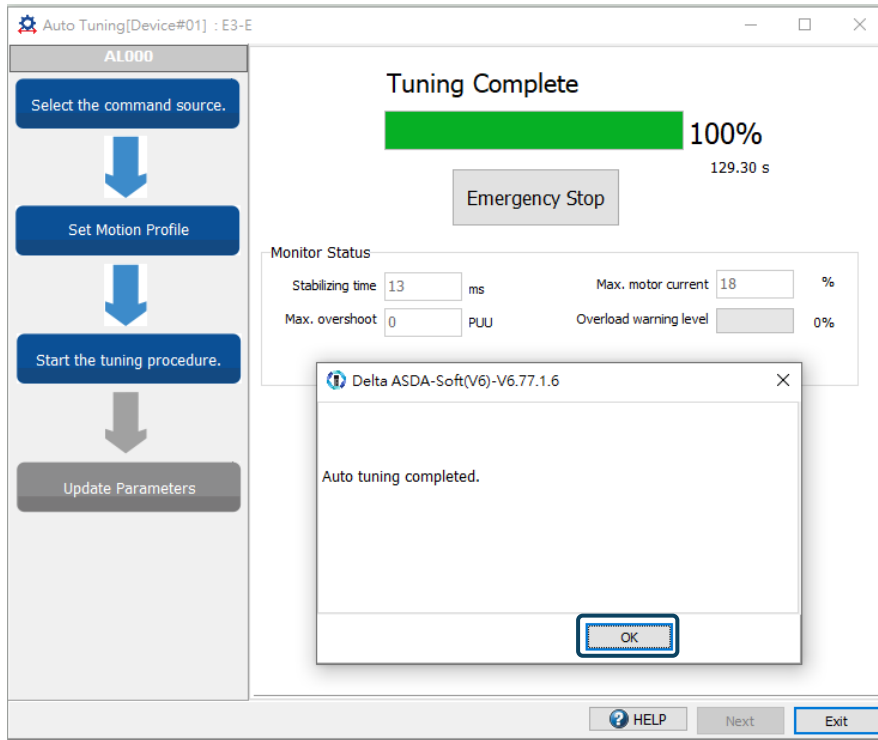 Auto Tuning[Device#01] : E3-E
AL000
Select the command source.
Set Motion Profile
Start the tuning procedure.
Update Parameters
Tuning Complete
100%
129.30 s
Emergency Stop
Monitor Status
Stabilizing time 13 ms
Max. motor current 18 %
Max. overshoot 0 PUU
Overload warning level 0%
Delta ASDA-Soft(V6)-V6.77.1.6
Auto tuning completed.
OK
HELP
Next
Exit